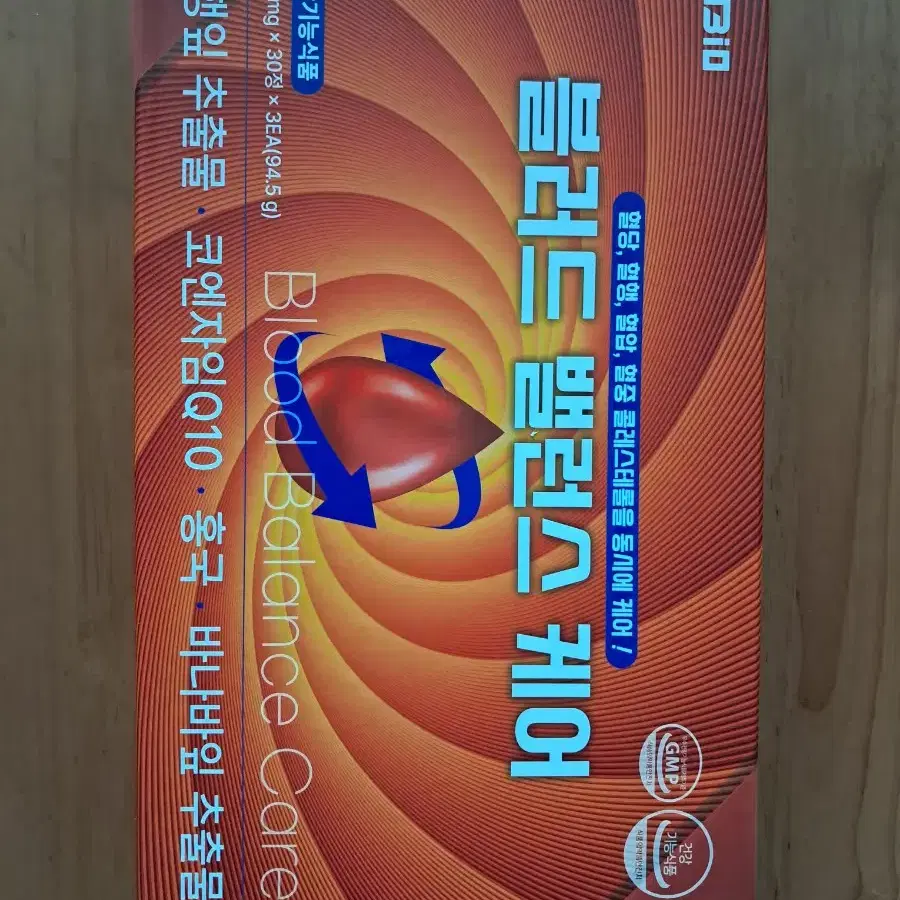 Bio
혈당, 혈행, 혈압, 혈중 콜레스테롤을 동시에 케어!
블러드 밸런스 케어
Blood Balance Care
기능식품
mg × 30정 × 3EA(94.5 g)
행잎 추출물 · 코엔자임Q10 · 홍국 · 바나바잎 추출물
GMP
건강
기능식품